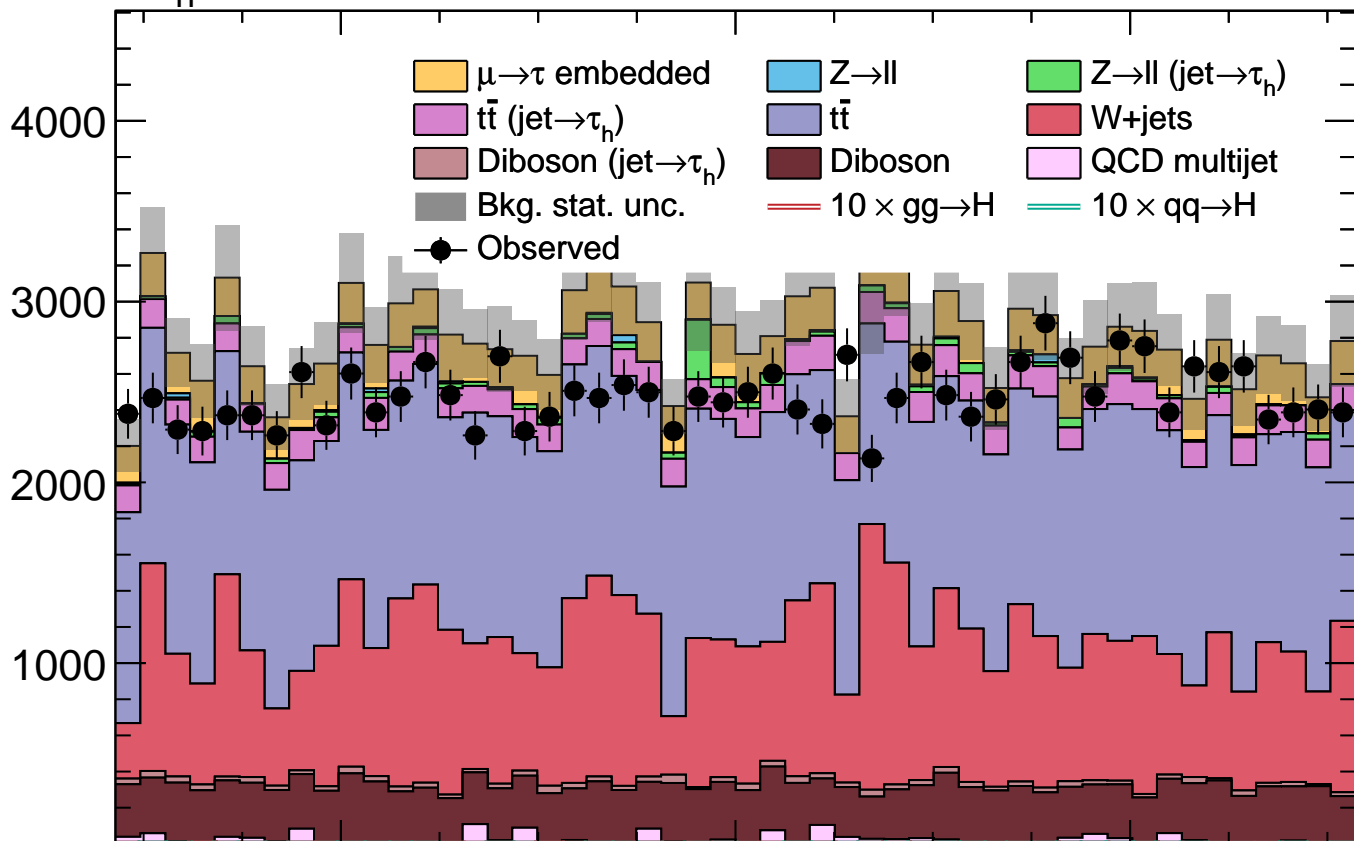 H
μ→τ embedded Z→ll Z→ll (jet→τh)
tt̄ (jet→τh) tt̄ W+jets
Diboson (jet→τh) Diboson QCD multijet
Bkg. stat. unc. 10 × gg→H 10 × qq→H
Observed
4000
3000
2000
1000